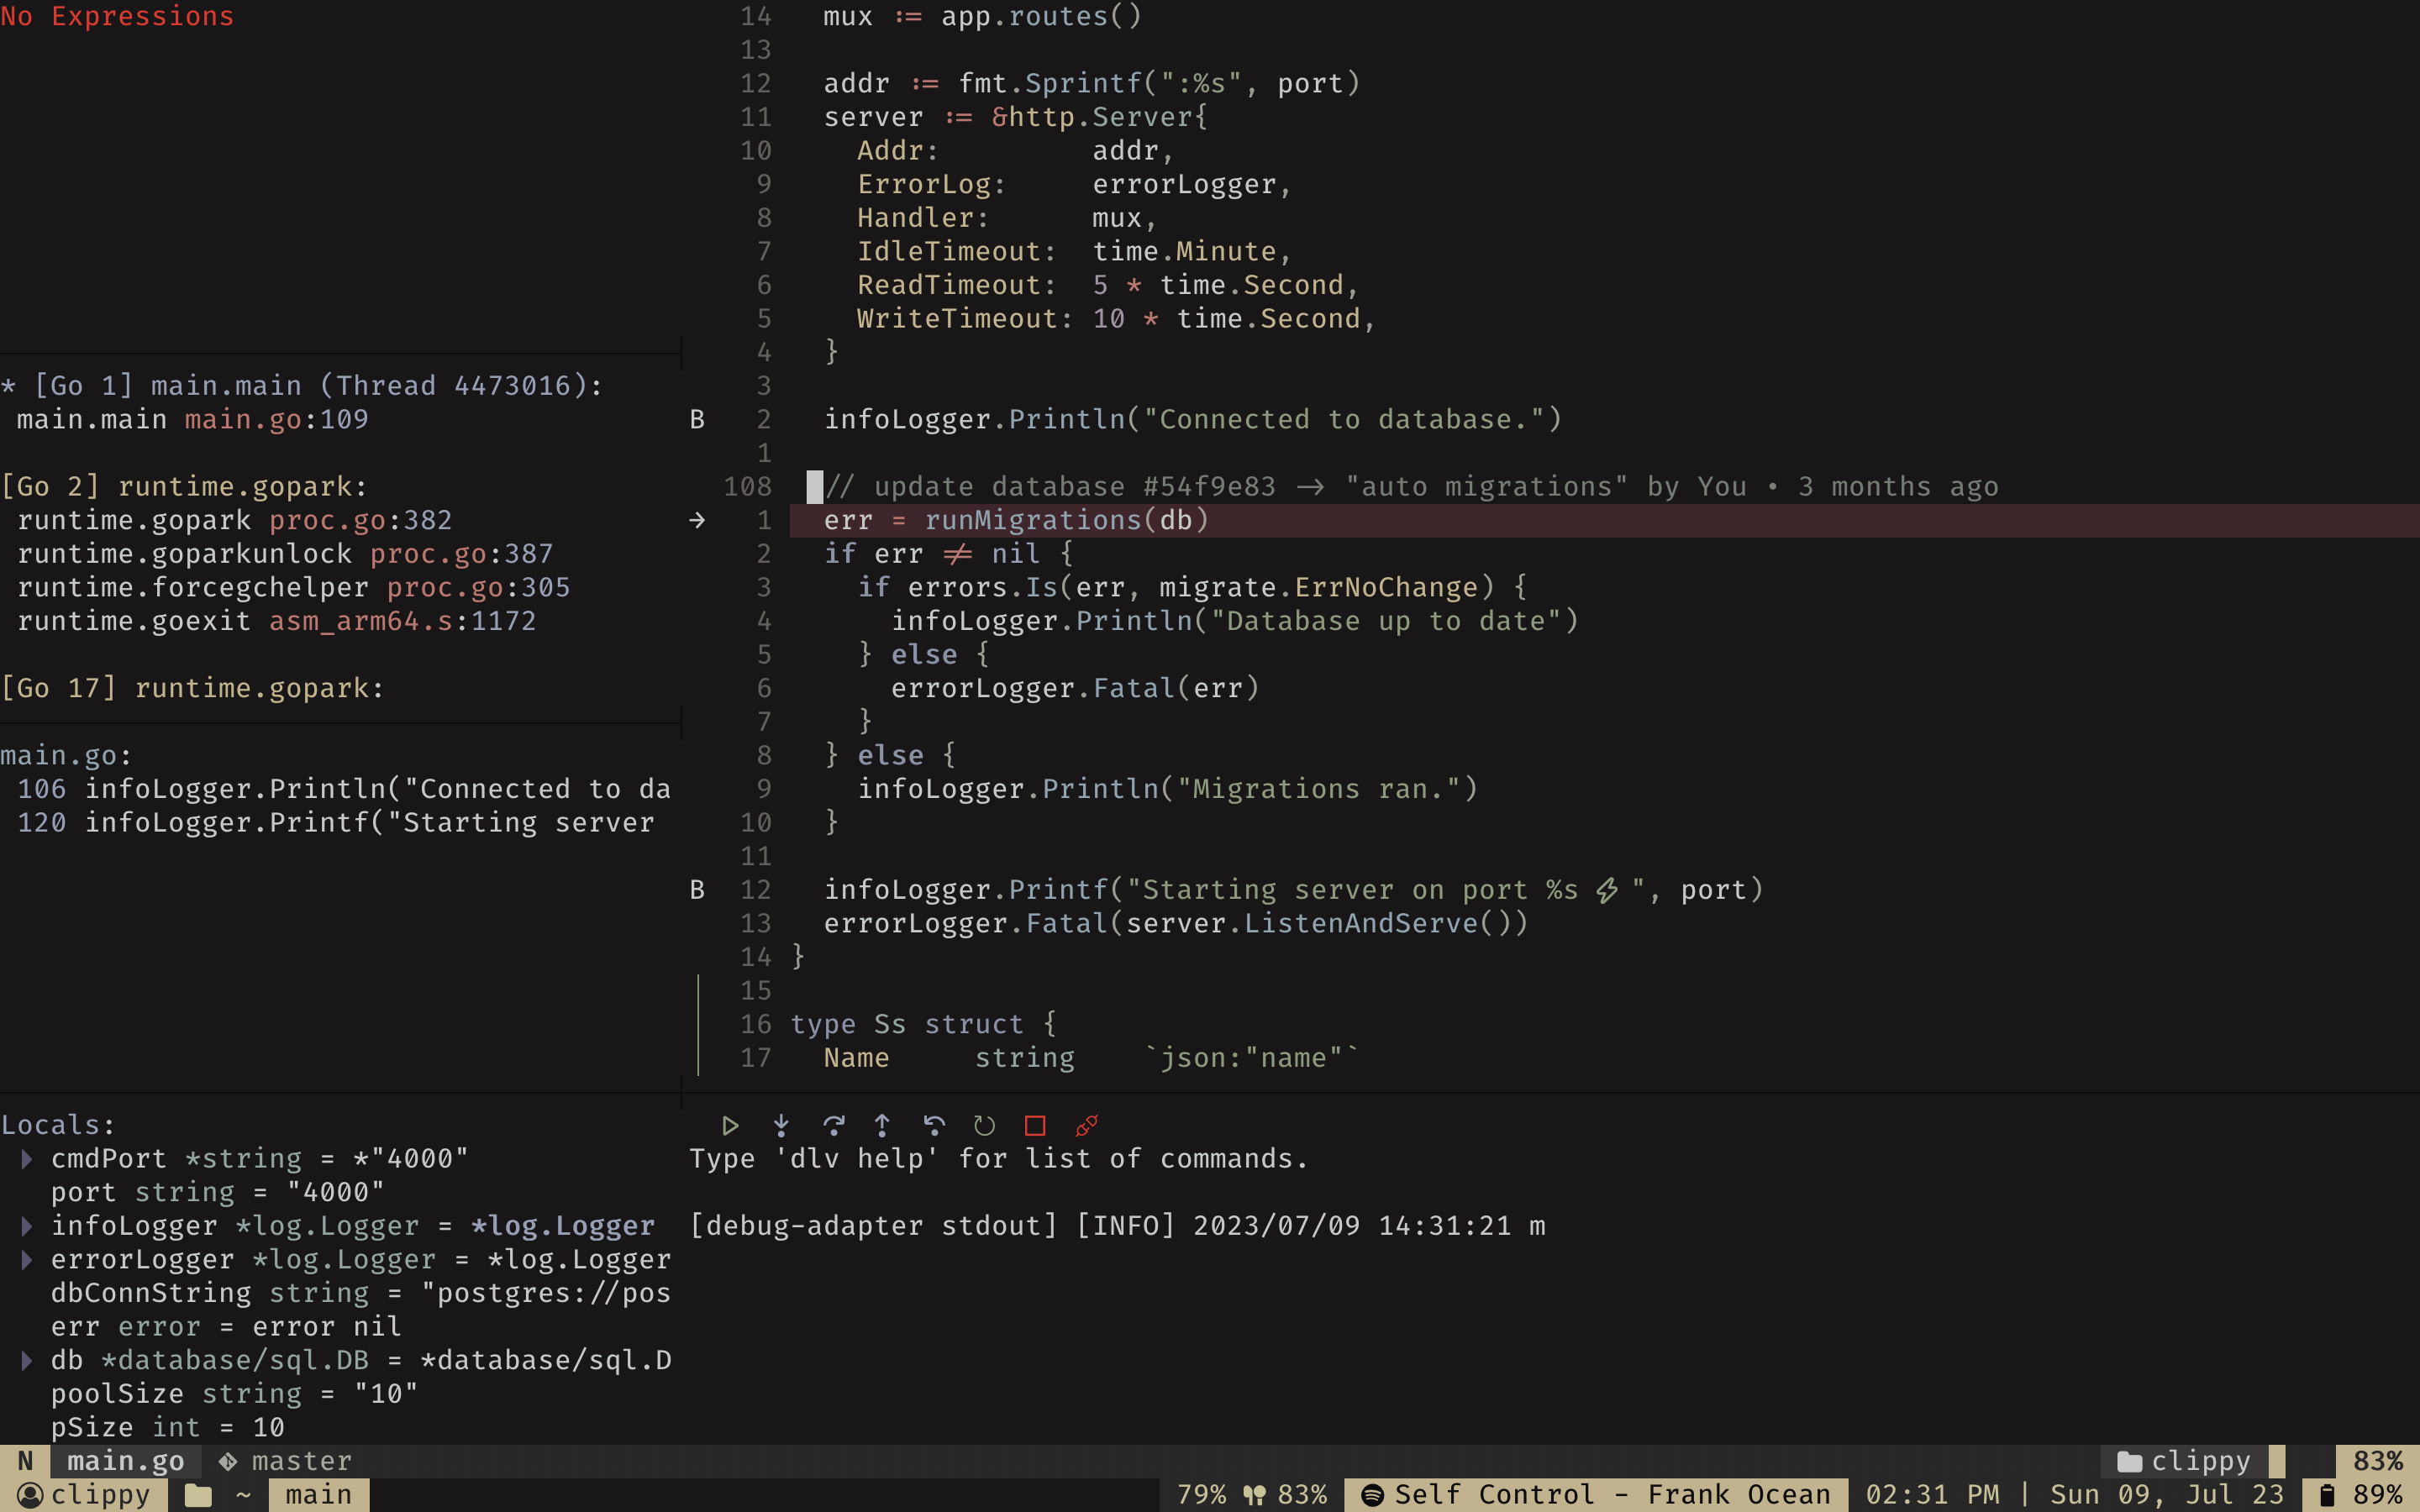 No Expressions
* [Go 1] main.main (Thread 4473016):
main.main main.go:109
[Go 2] runtime.gopark:
runtime.gopark proc.go:382
runtime.goparkunlock proc.go:387
runtime.forcegchelper proc.go:305
runtime.goexit asm_arm64.s:1172
[Go 17] runtime.gopark:
main.go:
106 infoLogger.Println("Connected to da
120 infoLogger.Printf("Starting server
Locals:
cmdPort *string = *"4000"
port string = "4000"
infoLogger *log.Logger = *log.Logger
errorLogger *log.Logger = *log.Logger
dbConnString string = "postgres://pos
err error = error nil
db *database/sql.DB = *database/sql.D
poolSize string = "10"
pSize int = 10
14 mux := app.routes()
13
12 addr := fmt.Sprintf(":%s", port)
11 server := &http.Server{
10 Addr: addr,
9 ErrorLog: errorLogger,
8 Handler: mux,
7 IdleTimeout: time.Minute,
6 ReadTimeout: 5 * time.Second,
5 WriteTimeout: 10 * time.Second,
4 }
3
B 2 infoLogger.Println("Connected to database.")
1
108 // update database #54f9e83 → "auto migrations" by You • 3 months ago
→ 1 err = runMigrations(db)
2 if err != nil {
3 if errors.Is(err, migrate.ErrNoChange) {
4 infoLogger.Println("Database up to date")
5 } else {
6 errorLogger.Fatal(err)
7 }
8 } else {
9 infoLogger.Println("Migrations ran.")
10 }
11
B 12 infoLogger.Printf("Starting server on port %s ⚡", port)
13 errorLogger.Fatal(server.ListenAndServe())
14 }
15
16 type Ss struct {
17 Name string `json:"name"`
Type 'dlv help' for list of commands.
[debug-adapter stdout] [INFO] 2023/07/09 14:31:21 m
N main.go master clippy 83%
clippy ~ main 79% 83% Self Control - Frank Ocean 02:31 PM | Sun 09, Jul 23 89%